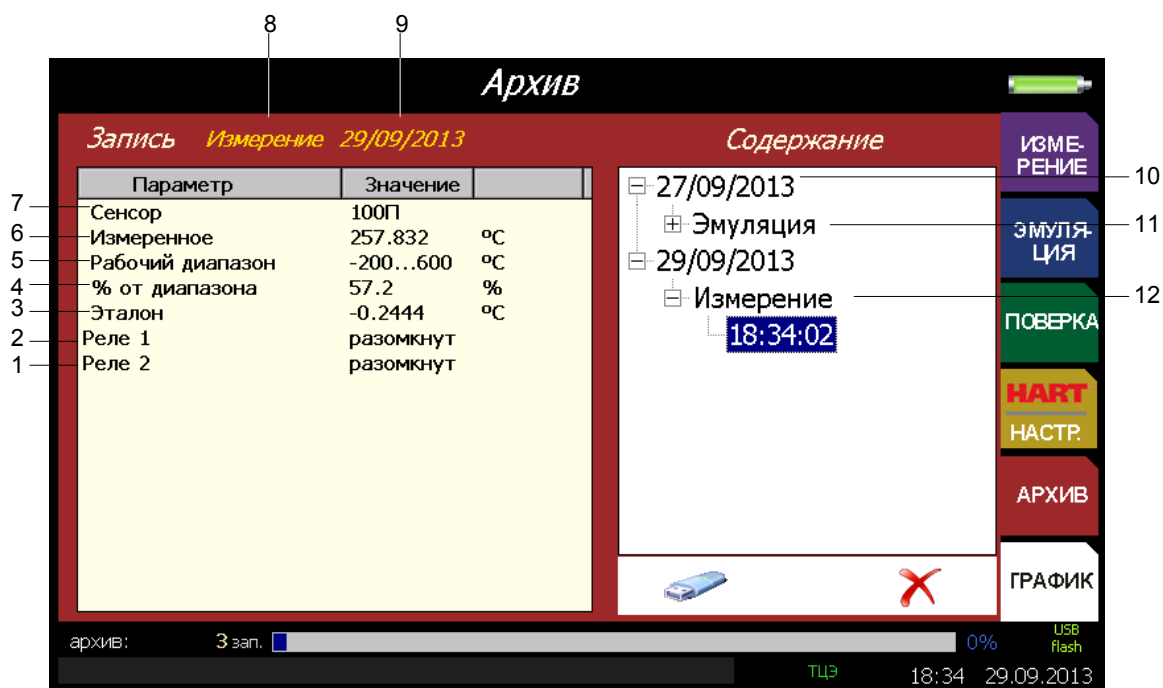 8 9
Архив
Запись Измерение 29/09/2013
Содержание
Параметр Значение
7 Сенсор 100П
6 Измеренное 257.832 ºC
5 Рабочий диапазон -200...600 ºC
4 % от диапазона 57.2 %
3 Эталон -0.2444 ºC
2 Реле 1 разомкнут
1 Реле 2 разомкнут
27/09/2013 10
Эмуляция 11
29/09/2013
Измерение 12
18:34:02
ИЗМЕ-
РЕНИЕ
ЭМУЛЯ-
ЦИЯ
ПОВЕРКА
HART
НАСТР.
АРХИВ
ГРАФИК
архив: 3 зап. 0% USB
flash
ТЦЭ 18:34 29.09.2013